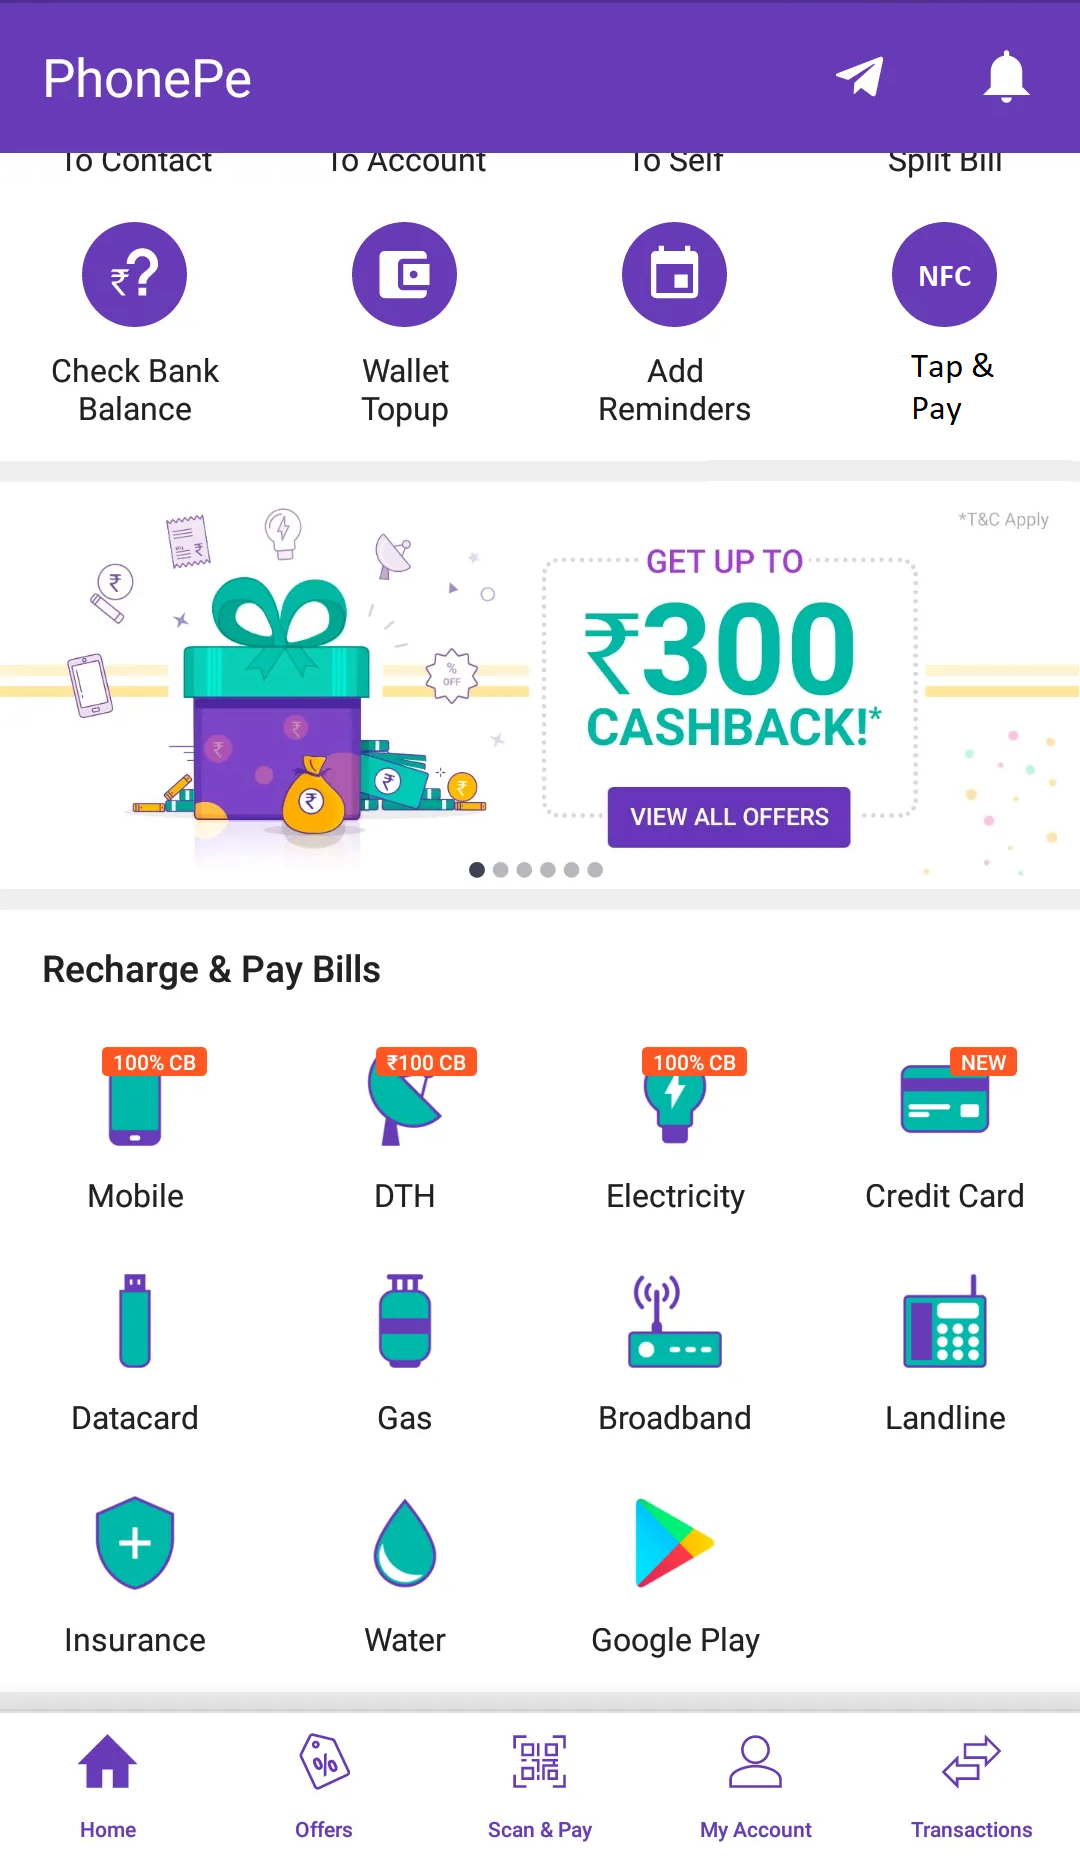 PhonePe
To Contact To Account To Self Split Bill
₹?
NFC
Check Bank
Balance
Wallet
Topup
Add
Reminders
Tap &
Pay
*T&C Apply
GET UP TO
₹300
CASHBACK!*
VIEW ALL OFFERS
%
OFF
Recharge & Pay Bills
100% CB ₹100 CB 100% CB NEW
Mobile DTH Electricity Credit Card
Datacard Gas Broadband Landline
Insurance Water Google Play
Home Offers Scan & Pay My Account Transactions